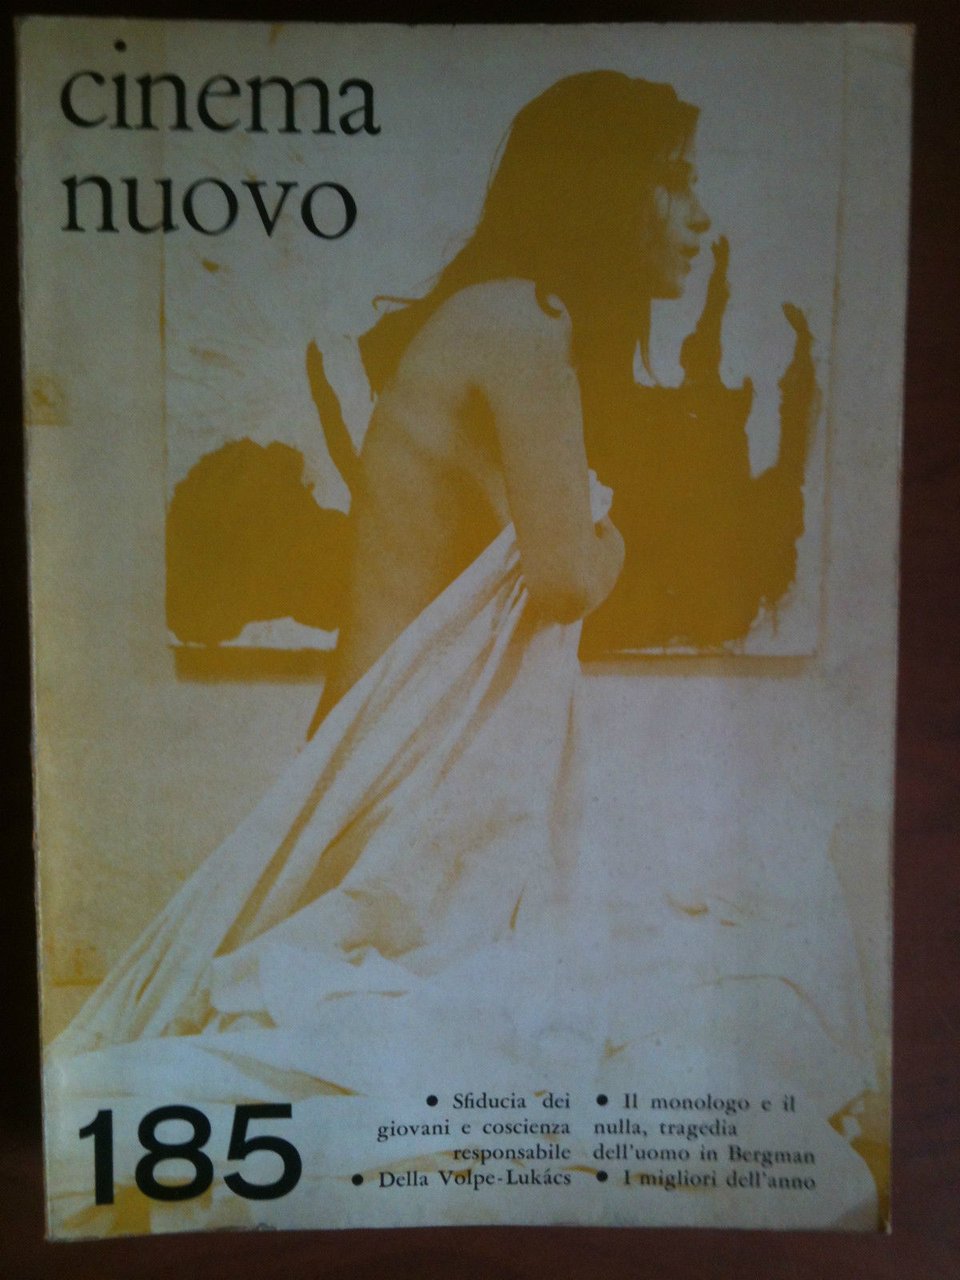 cinema
nuovo
185
• Sfiducia dei
giovani e coscienza
responsabile
• Della Volpe-Lukács
• Il monologo e il
nulla, tragedia
dell'uomo in Bergman
• I migliori dell'anno